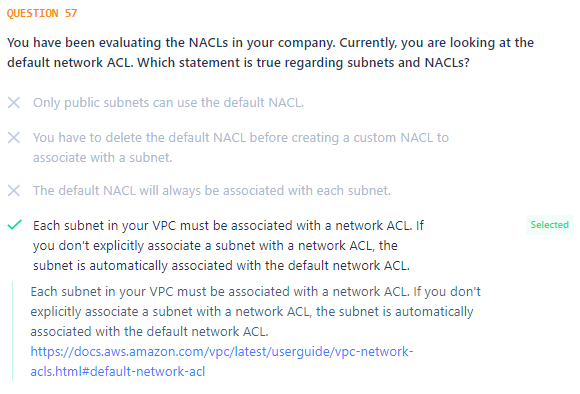 QUESTION 57
You have been evaluating the NACLs in your company. Currently, you are looking at the
default network ACL. Which statement is true regarding subnets and NACLs?
Only public subnets can use the default NACL.
You have to delete the default NACL before creating a custom NACL to
associate with a subnet.
The default NACL will always be associated with each subnet.
Each subnet in your VPC must be associated with a network ACL. If
you don't explicitly associate a subnet with a network ACL, the
subnet is automatically associated with the default network ACL.
Selected
Each subnet in your VPC must be associated with a network ACL. If you don't
explicitly associate a subnet with a network ACL, the subnet is automatically
associated with the default network ACL.
https://docs.aws.amazon.com/vpc/latest/userguide/vpc-network-
acls.html#default-network-acl